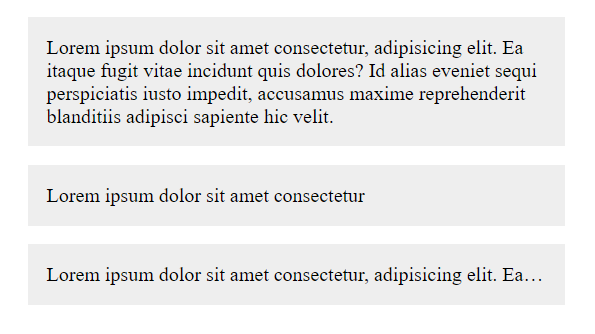 Lorem ipsum dolor sit amet consectetur, adipisicing elit. Ea
itaque fugit vitae incidunt quis dolores? Id alias eveniet sequi
perspiciatis iusto impedit, accusamus maxime reprehenderit
blanditiis adipisci sapiente hic velit.
Lorem ipsum dolor sit amet consectetur
Lorem ipsum dolor sit amet consectetur, adipisicing elit. Ea…